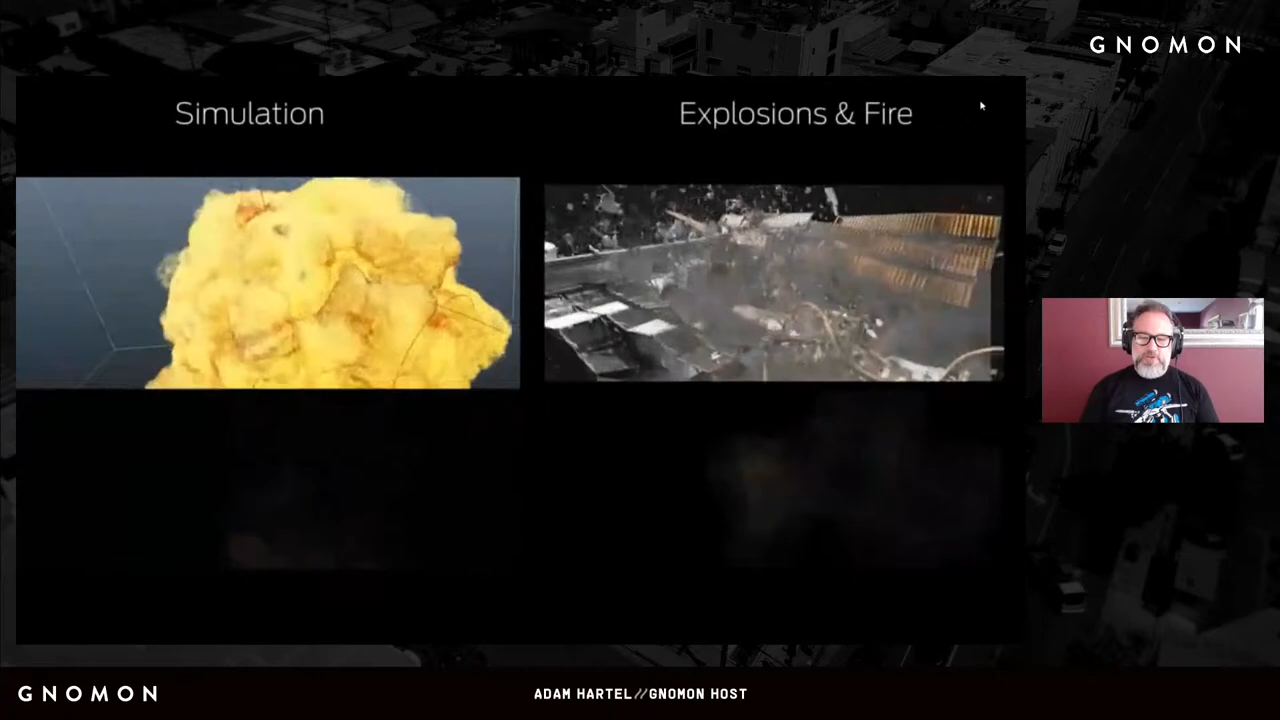 GNOMON
Simulation
Explosions & Fire
GNOMON
ADAM HARTEL//GNOMON HOST